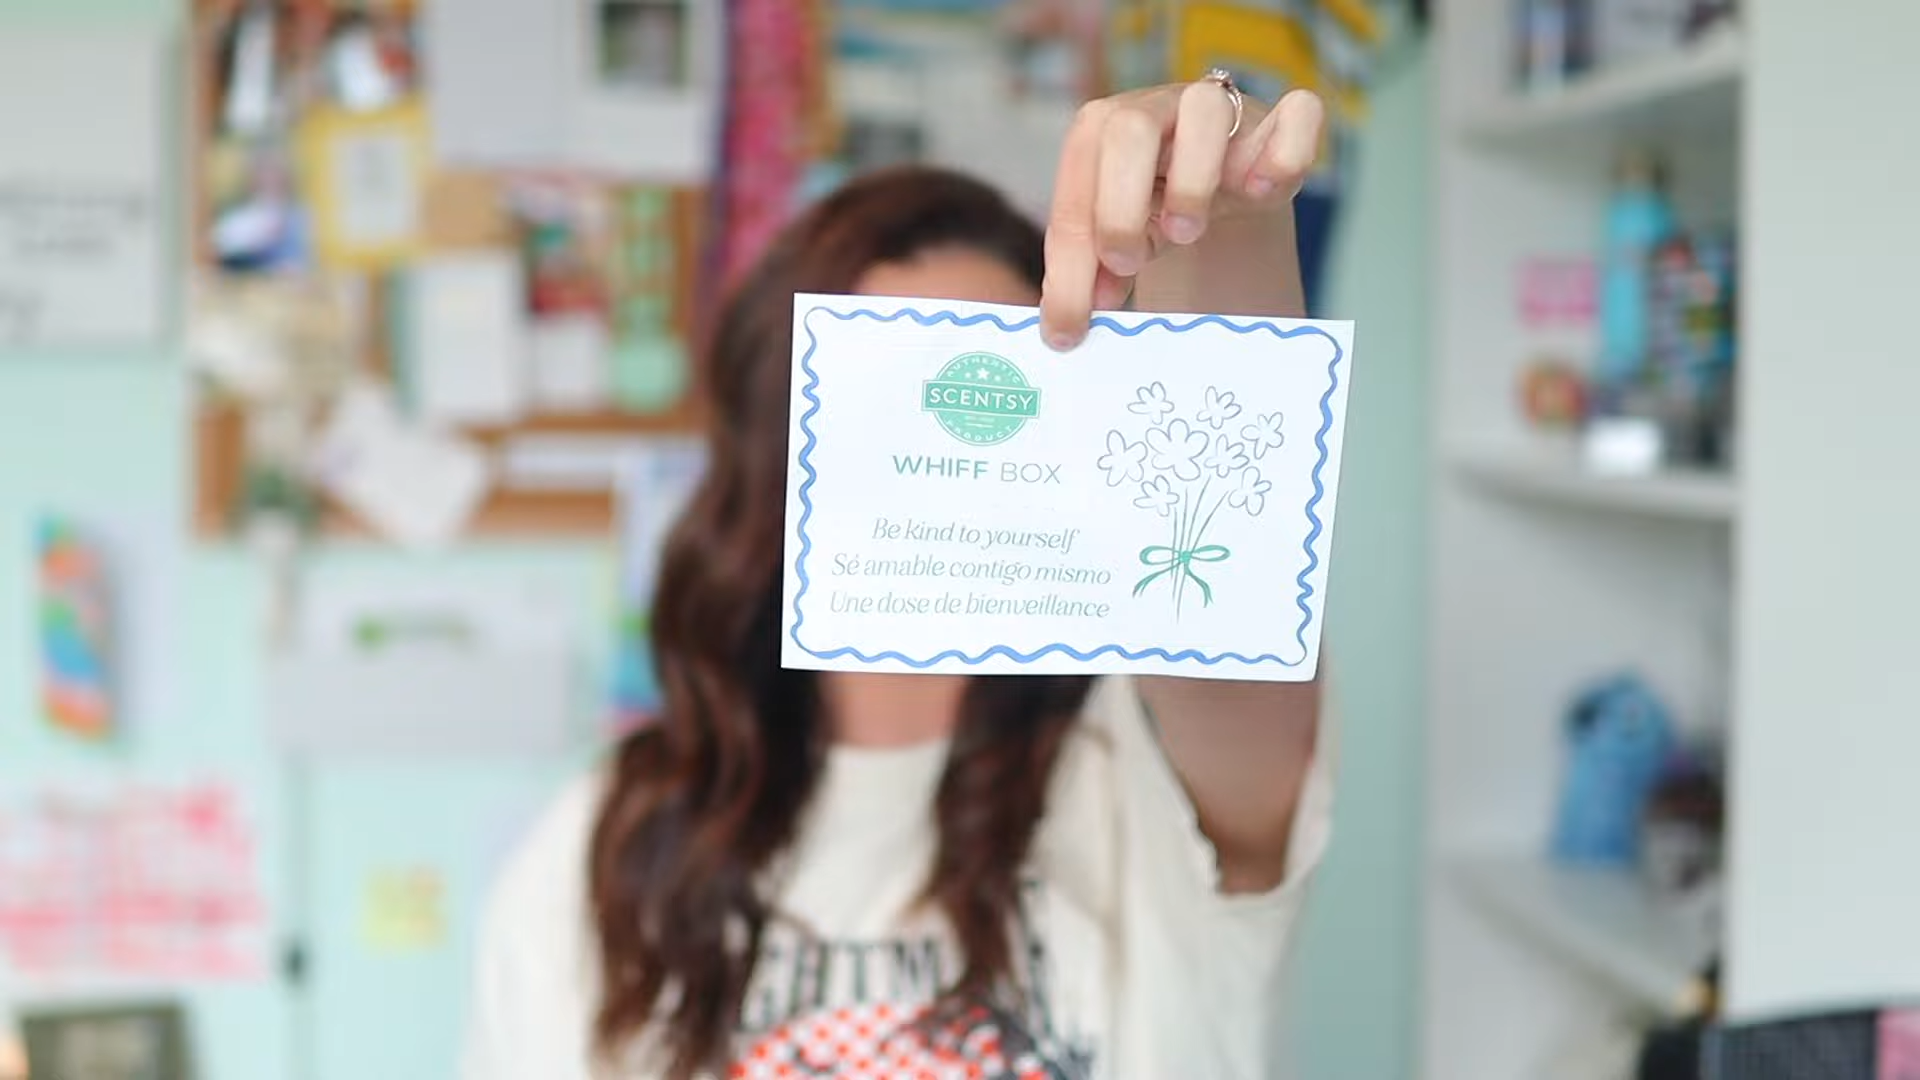 AUTHENTIC
SCENTSY
PRODUCT
WHIFF BOX
Be kind to yourself
Sé amable contigo mismo
Une dose de bienveillance